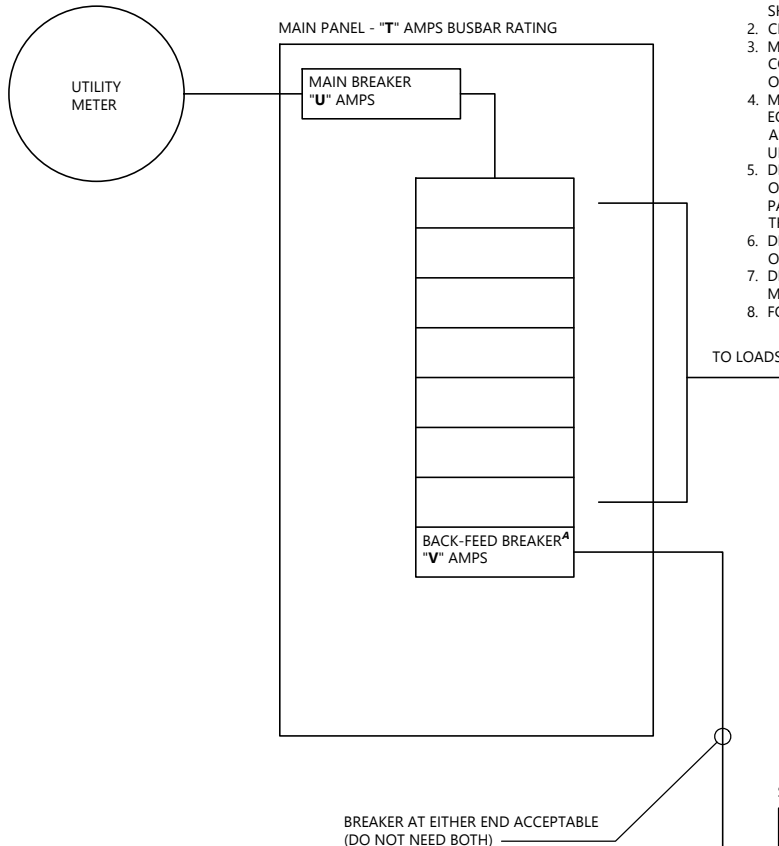 MAIN PANEL - "T" AMPS BUSBAR RATING
UTILITY
METER
MAIN BREAKER
"U" AMPS
2.
3.
4.
5.
6.
7.
8.
TO LOADS
BACK-FEED BREAKER A
"V" AMPS
BREAKER AT EITHER END ACCEPTABLE
(DO NOT NEED BOTH)